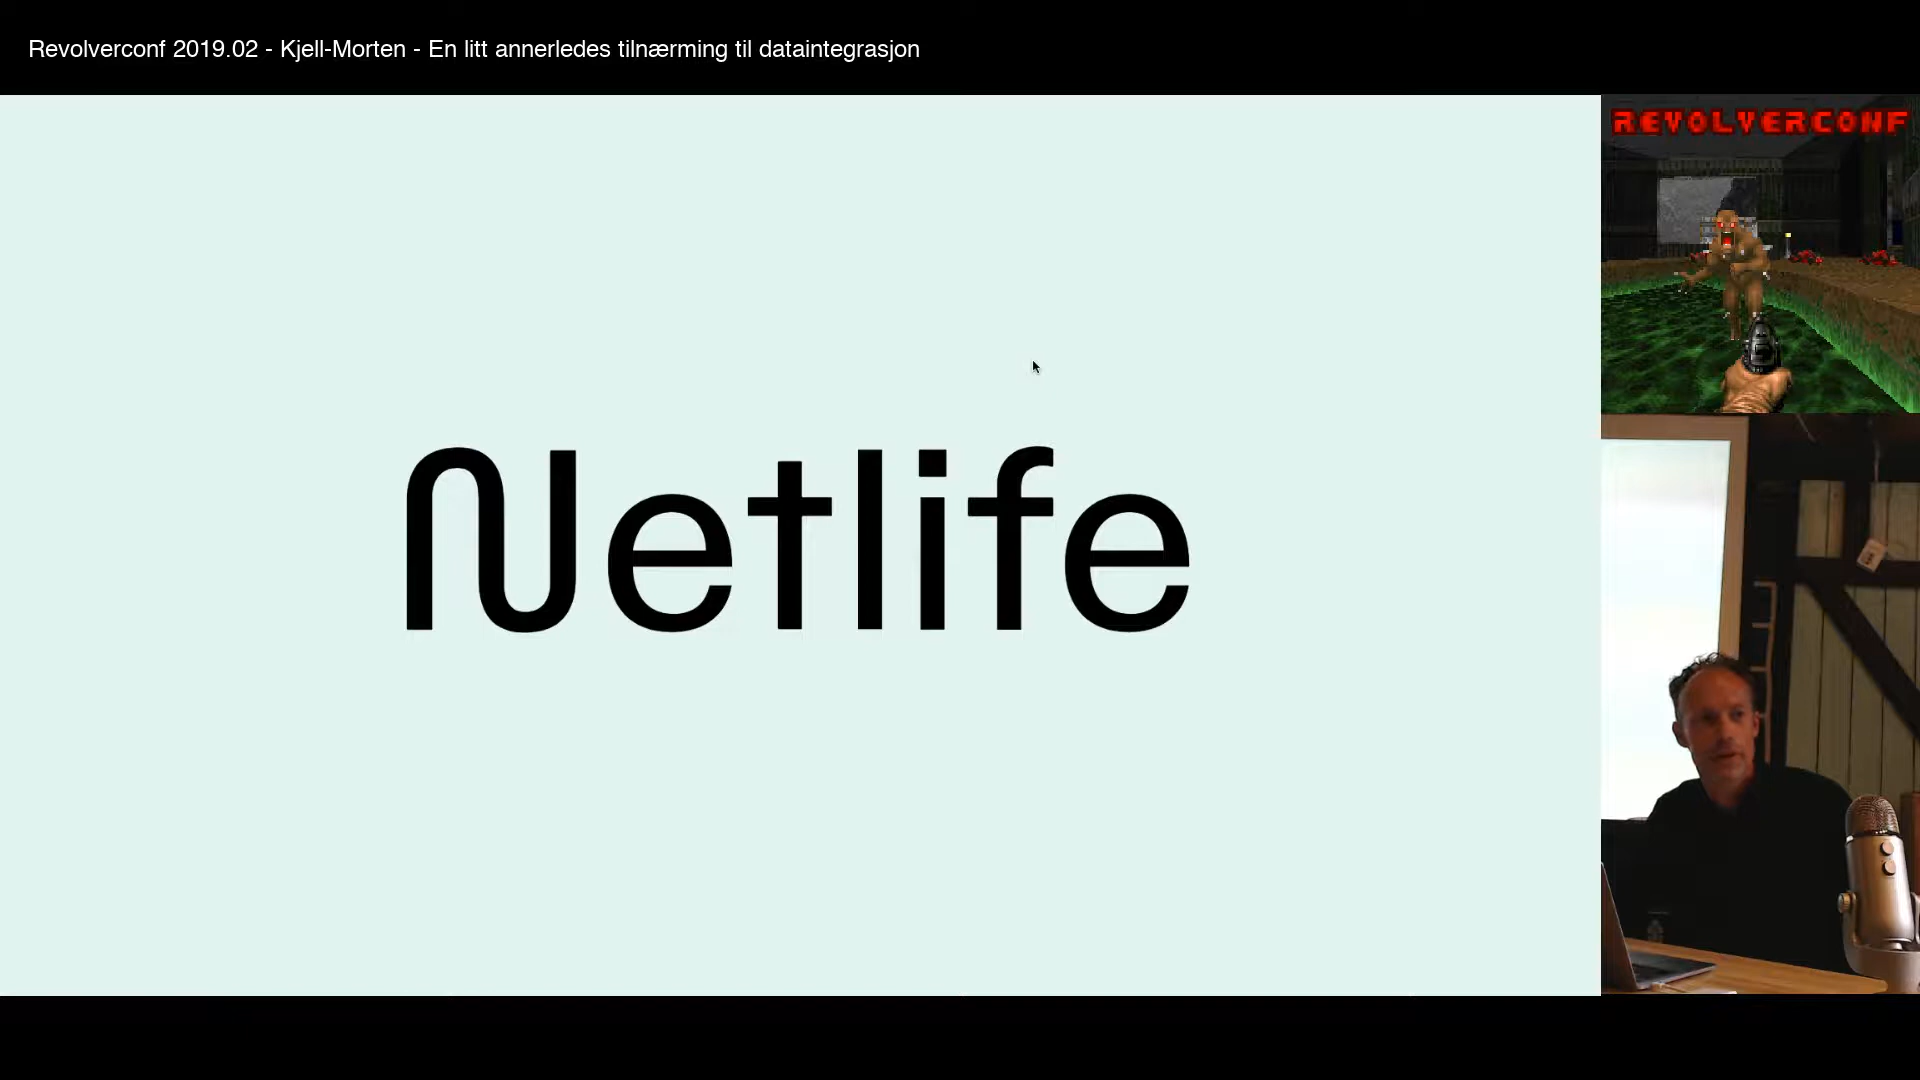 Revolverconf 2019.02 - Kjell-Morten - En litt annerledes tilnærming til dataintegrasjon
REVOLVERCONF
Netlife